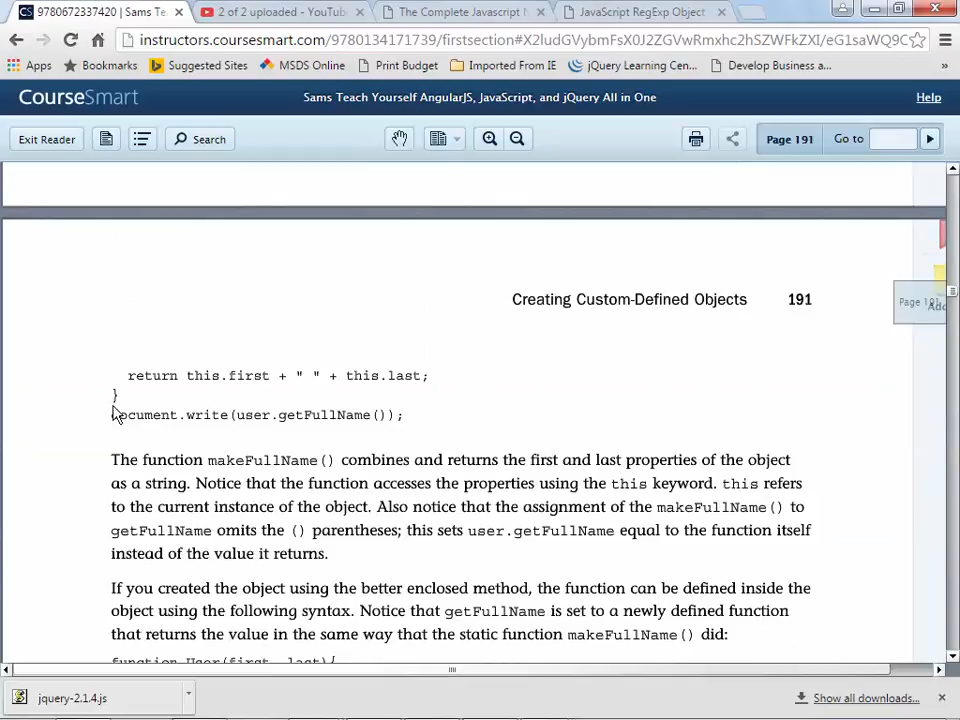 CS 9780672337420 | Sams T ×
2 of 2 uploaded - YouTub ×
The Complete Javascript N ×
JavaScript RegExp Object ×
instructors.coursesmart.com/9780134171739/firstsection#X2ludGVybmFsX0J2ZGVwRmxhc2hSZWFkZXI/eG1saWQ9C
Apps Bookmarks Suggested Sites MSDS Online Print Budget Imported From IE jQuery Learning Cen... Develop Business a... »
CourseSmart Sams Teach Yourself AngularJS, JavaScript, and jQuery All in One Help
Exit Reader Search Page 191 Go to
Creating Custom-Defined Objects 191
Page 191
return this.first + " " + this.last;
}
document.write(user.getFullName());
The function makeFullName() combines and returns the first and last properties of the object
as a string. Notice that the function accesses the properties using the this keyword. this refers
to the current instance of the object. Also notice that the assignment of the makeFullName() to
getFullName omits the () parentheses; this sets user.getFullName equal to the function itself
instead of the value it returns.
If you created the object using the better enclosed method, the function can be defined inside the
object using the following syntax. Notice that getFullName is set to a newly defined function
that returns the value in the same way that the static function makeFullName() did:
function User(first, last){
jquery-2.1.4.js Show all downloads...